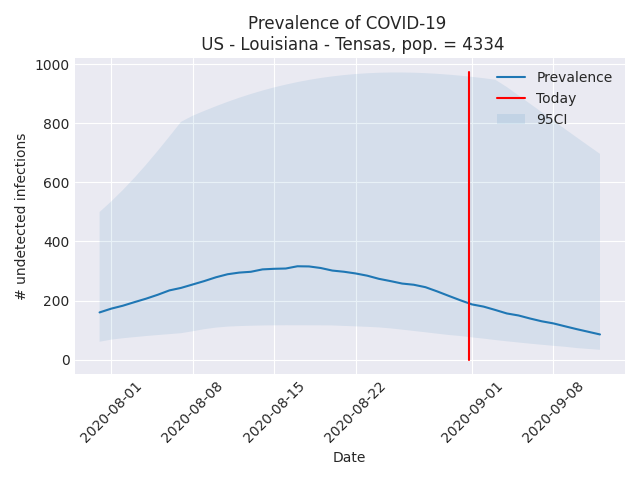 Prevalence of COVID-19
US - Louisiana - Tensas, pop. = 4334
1000
800
600
400
200
0
# undetected infections
Prevalence
Today
95CI
2020-08-01
2020-08-08
2020-08-15
2020-08-22
2020-09-01
2020-09-08
Date